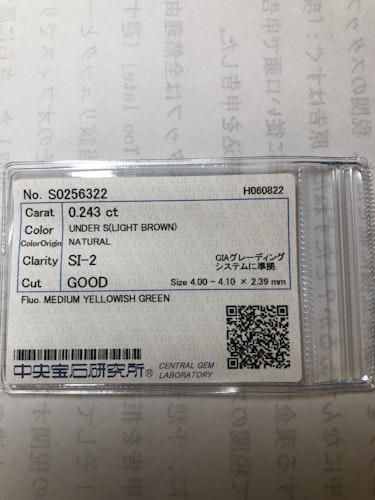 No. S0256322 H060822
Carat 0.243 ct
Color UNDER S(LIGHT BROWN)
ColorOrigin NATURAL
Clarity SI-2 GIAグレーディング
システムに準拠
Cut GOOD Size 4.00 - 4.10 × 2.39 mm
Fluo. MEDIUM YELLOWISH GREEN
中央宝石研究所® CENTRAL GEM
LABORATORY